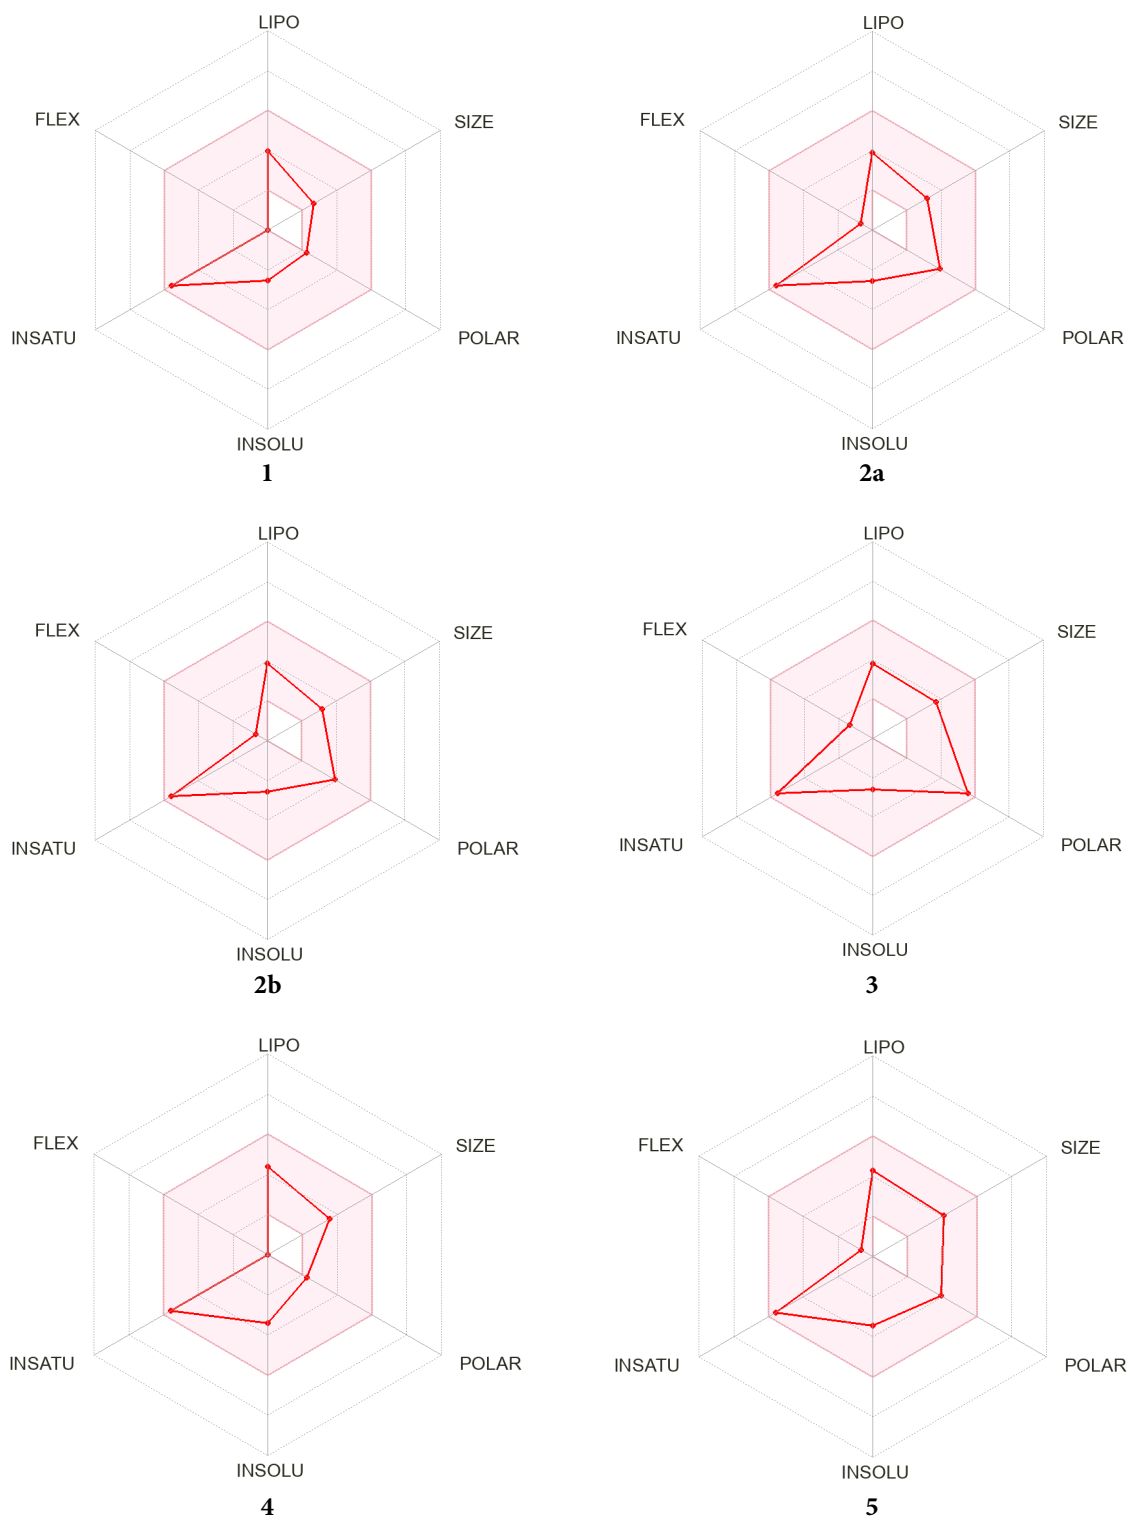 LIPO
FLEX
SIZE
INSATU
POLAR
INSOLU
1
LIPO
FLEX
SIZE
INSATU
POLAR
INSOLU
2a
LIPO
FLEX
SIZE
INSATU
POLAR
INSOLU
2b
LIPO
FLEX
SIZE
INSATU
POLAR
INSOLU
3
LIPO
FLEX
SIZE
INSATU
POLAR
INSOLU
4
LIPO
FLEX
SIZE
INSATU
POLAR
INSOLU
5